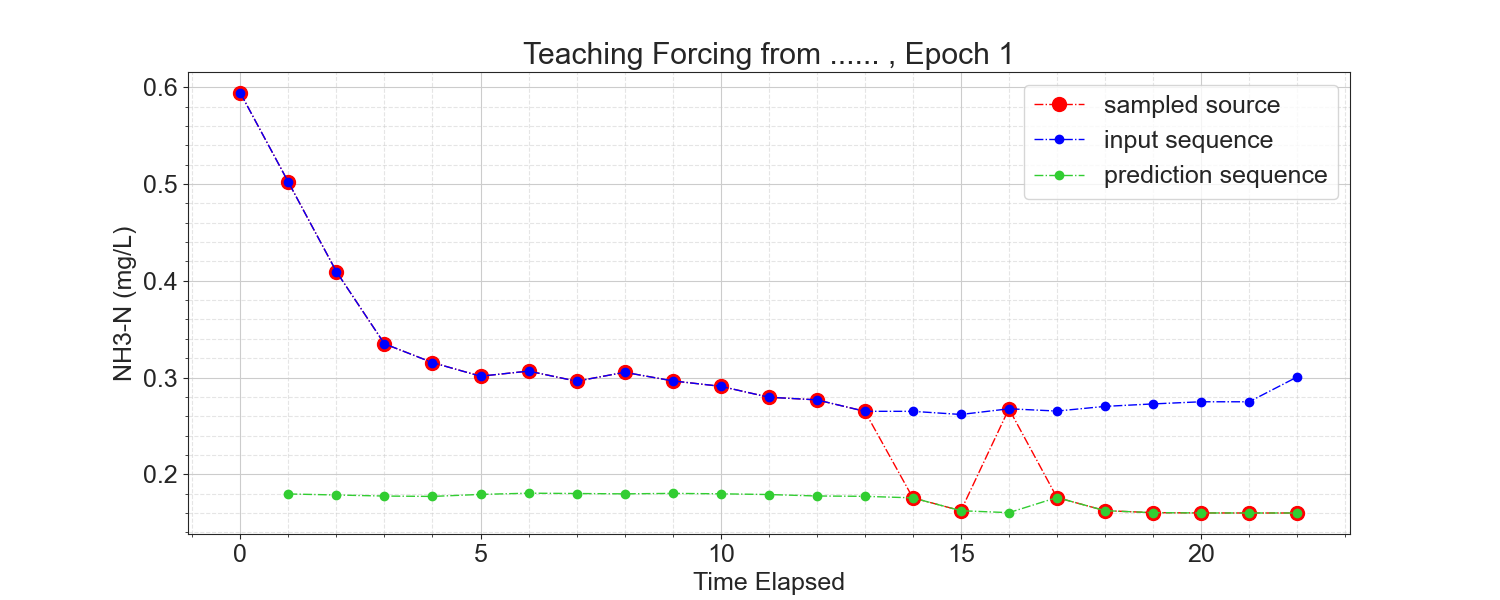 Teaching Forcing from ...... , Epoch 1
sampled source
input sequence
prediction sequence
NH3-N (mg/L)
0.6
0.5
0.4
0.3
0.2
0 5 10 15 20
Time Elapsed